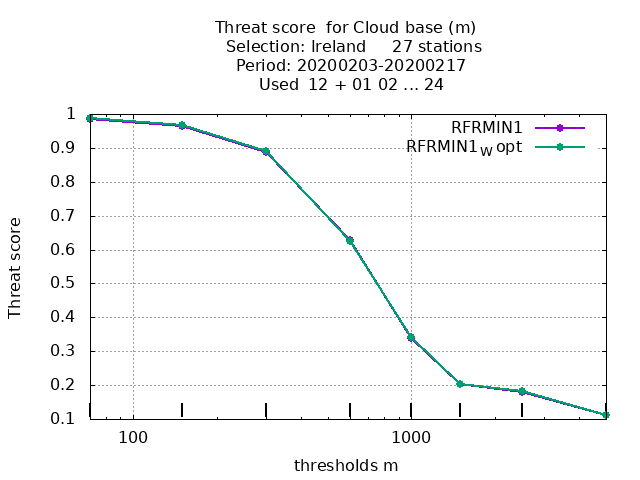 Threat score  for Cloud base (m)
Selection: Ireland     27 stations
Period: 20200203-20200217
Used  12 + 01 02 ... 24
RFRMIN1
RFRMIN1W opt
Threat score
1
0.9
0.8
0.7
0.6
0.5
0.4
0.3
0.2
0.1
100
1000
thresholds m